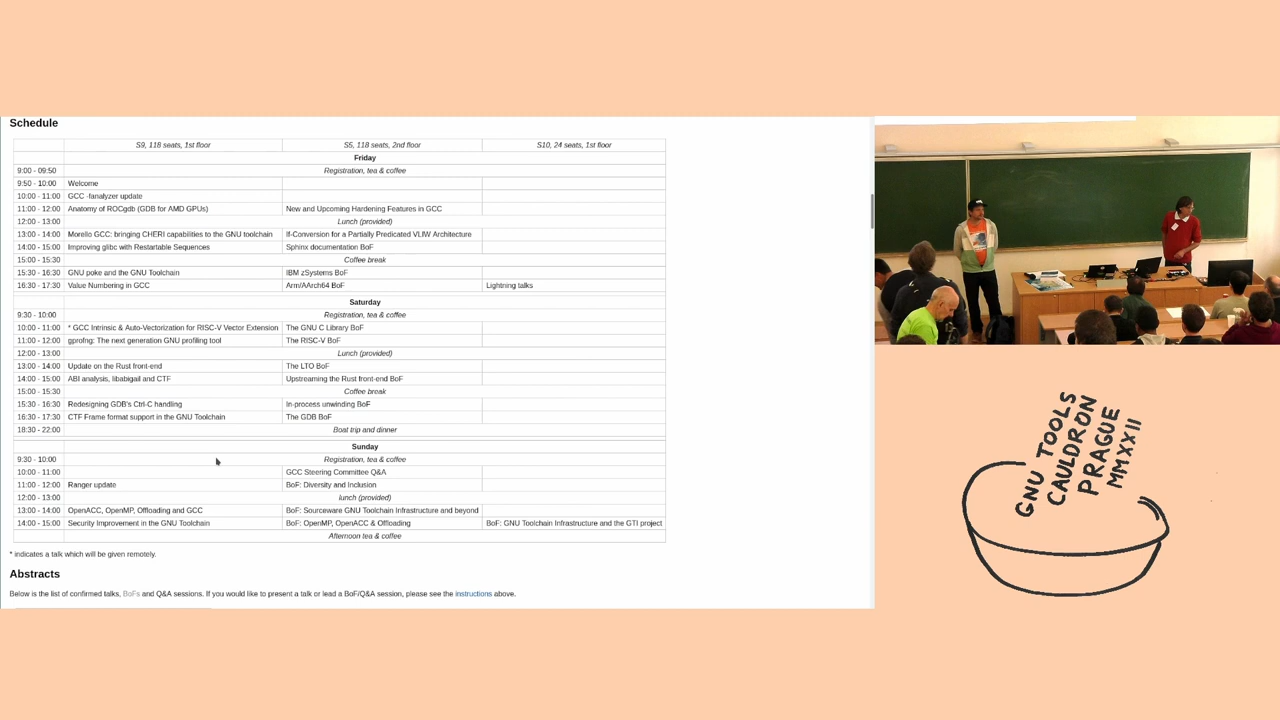 Schedule
S9, 118 seats, 1st floor S5, 118 seats, 2nd floor S10, 24 seats, 1st floor
Friday
9:00 - 09:50 Registration, tea & coffee
9:50 - 10:00 Welcome
10:00 - 11:00 GCC -fanalyzer update
11:00 - 12:00 Anatomy of ROCgdb (GDB for AMD GPUs) New and Upcoming Hardening Features in GCC
12:00 - 13:00 Lunch (provided)
13:00 - 14:00 Morello GCC: bringing CHERI capabilities to the GNU toolchain If-Conversion for a Partially Predicated VLIW Architecture
14:00 - 15:00 Improving glibc with Restartable Sequences Sphinx documentation BoF
15:00 - 15:30 Coffee break
15:30 - 16:30 GNU poke and the GNU Toolchain IBM zSystems BoF
16:30 - 17:30 Value Numbering in GCC Arm/AArch64 BoF Lightning talks
Saturday
9:30 - 10:00 Registration, tea & coffee
10:00 - 11:00 * GCC Intrinsic & Auto-Vectorization for RISC-V Vector Extension The GNU C Library BoF
11:00 - 12:00 gprofng: The next generation GNU profiling tool The RISC-V BoF
12:00 - 13:00 Lunch (provided)
13:00 - 14:00 Update on the Rust front-end The LTO BoF
14:00 - 15:00 ABI analysis, libabigail and CTF Upstreaming the Rust front-end BoF
15:00 - 15:30 Coffee break
15:30 - 16:30 Redesigning GDB's Ctrl-C handling In-process unwinding BoF
16:30 - 17:30 CTF Frame format support in the GNU Toolchain The GDB BoF
18:30 - 22:00 Boat trip and dinner
Sunday
9:30 - 10:00 Registration, tea & coffee
10:00 - 11:00 GCC Steering Committee Q&A
11:00 - 12:00 Ranger update BoF: Diversity and Inclusion
12:00 - 13:00 lunch (provided)
13:00 - 14:00 OpenACC, OpenMP, Offloading and GCC BoF: Sourceware GNU Toolchain Infrastructure and beyond
14:00 - 15:00 Security Improvement in the GNU Toolchain BoF: OpenMP, OpenACC & Offloading BoF: GNU Toolchain Infrastructure and the GTI project
Afternoon tea & coffee
* indicates a talk which will be given remotely.
Abstracts
Below is the list of confirmed talks, BoFs and Q&A sessions. If you would like to present a talk or lead a BoF/Q&A session, please see the instructions above.
GNU TOOLS
CAULDRON
PRAGUE
MMXXII